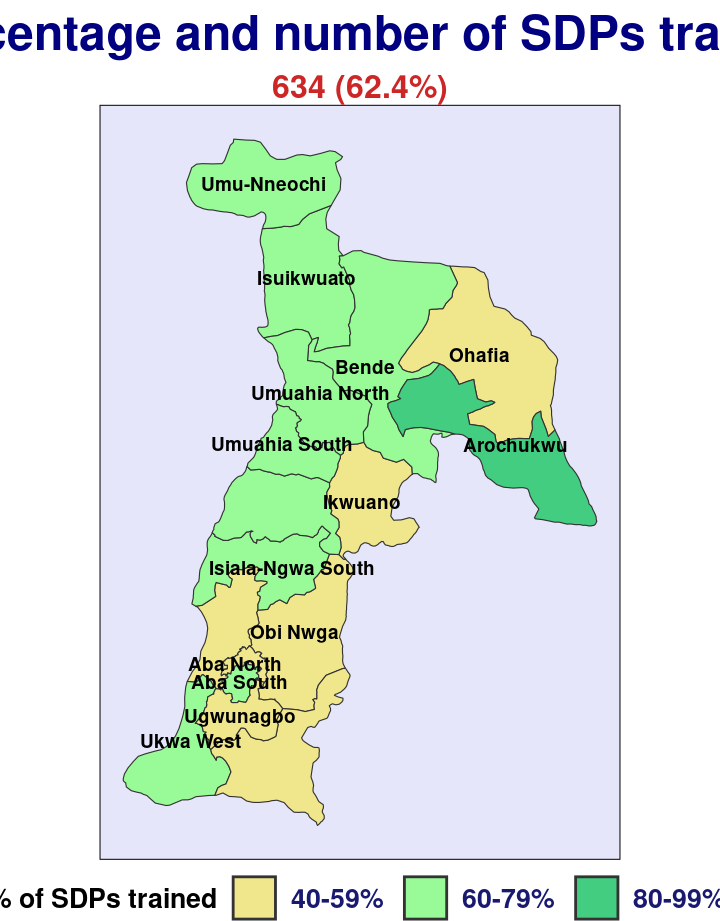 centage and number of SDPs tra
634 (62.4%)
Umu-Nneochi
Isuikwuato
Ohafia
Bende
Umuahia North
Umuahia South
Arochukwu
Ikwuano
Isiala-Ngwa South
Obi Nwga
Aba North
Aba South
Ugwunagbo
Ukwa West
% of SDPs trained 40-59% 60-79% 80-99%